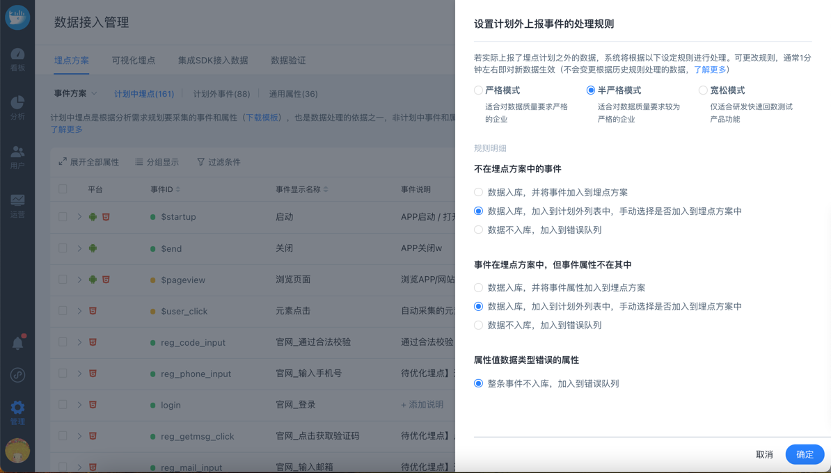 数据接入管理
看板
分析
用户
运营
管理
埋点方案 可视化埋点 集成SDK接入数据 数据验证
事件方案 计划中埋点(161) 计划外事件(88) 通用属性(36)
计划中埋点是根据分析需求规划要采集的事件和属性（下载模板），也是数据处理的依据之一，非计划中事件和属
了解更多
展开全部属性 分组显示 过滤条件
平台 事件ID 事件显示名称 事件说明
$startup 启动 APP启动 / 打开
$end 关闭 APP关闭w
$pageview 浏览页面 浏览APP/网站
$user_click 元素点击 自动采集的元
reg_code_input 官网_通过合法校验 通过合法校验
reg_phone_input 官网_输入手机号 待优化埋点】
login 官网_登录 + 添加说明
reg_getmsg_click 官网_点击获取验证码 待优化埋点】
reg_mail_input 官网_输入邮箱 待优化埋点】
设置计划外上报事件的处理规则
若实际上报了埋点计划之外的数据，系统将根据以下设定规则进行处理。可更改规则，通常1分
钟左右即对新数据生效（不会变更根据历史规则处理的数据，了解更多）
严格模式 半严格模式 宽松模式
适合对数据质量要求严格 适合对数据质量要求较为 仅适合研发快速回数测试
的企业 严格的企业 产品功能
规则明细
不在埋点方案中的事件
数据入库，并将事件加入到埋点方案
数据入库，加入到计划外列表中，手动选择是否加入到埋点方案中
数据不入库，加入到错误队列
事件在埋点方案中，但事件属性不在其中
数据入库，并将事件属性加入到埋点方案
数据入库，加入到计划外列表中，手动选择是否加入到埋点方案中
数据不入库，加入到错误队列
属性值数据类型错误的属性
整条事件不入库，加入到错误队列
取消 确定